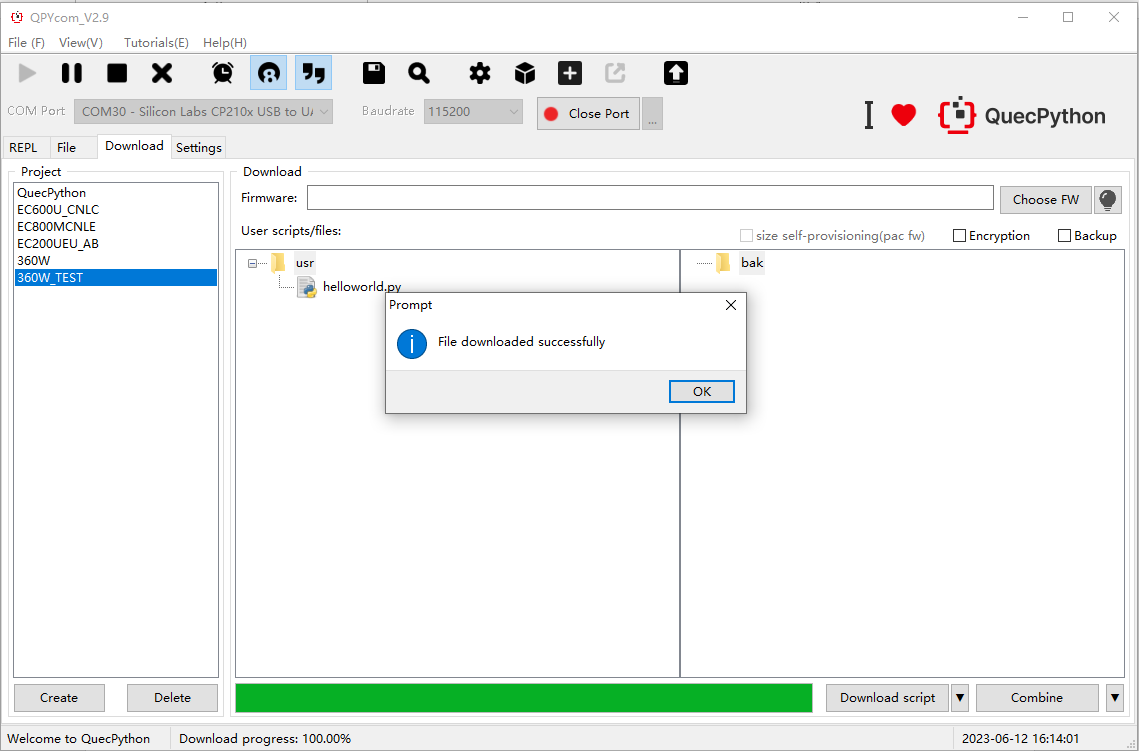 QPYcom_V2.9
File (F) View(V) Tutorials(E) Help(H)
COM Port COM30 - Silicon Labs CP210x USB to UA Baudrate 115200 Close Port ...
I QuecPython
REPL File Download Settings
Project
QuecPython
EC600U_CNLC
EC800MCNLE
EC200UEU_AB
360W
360W_TEST
Download
Firmware: Choose FW
User scripts/files: size self-provisioning(pac fw) Encryption Backup
usr
helloworld.py
bak
Prompt
File downloaded successfully
OK
Create Delete Download script Combine
Welcome to QuecPython Download progress: 100.00% 2023-06-12 16:14:01